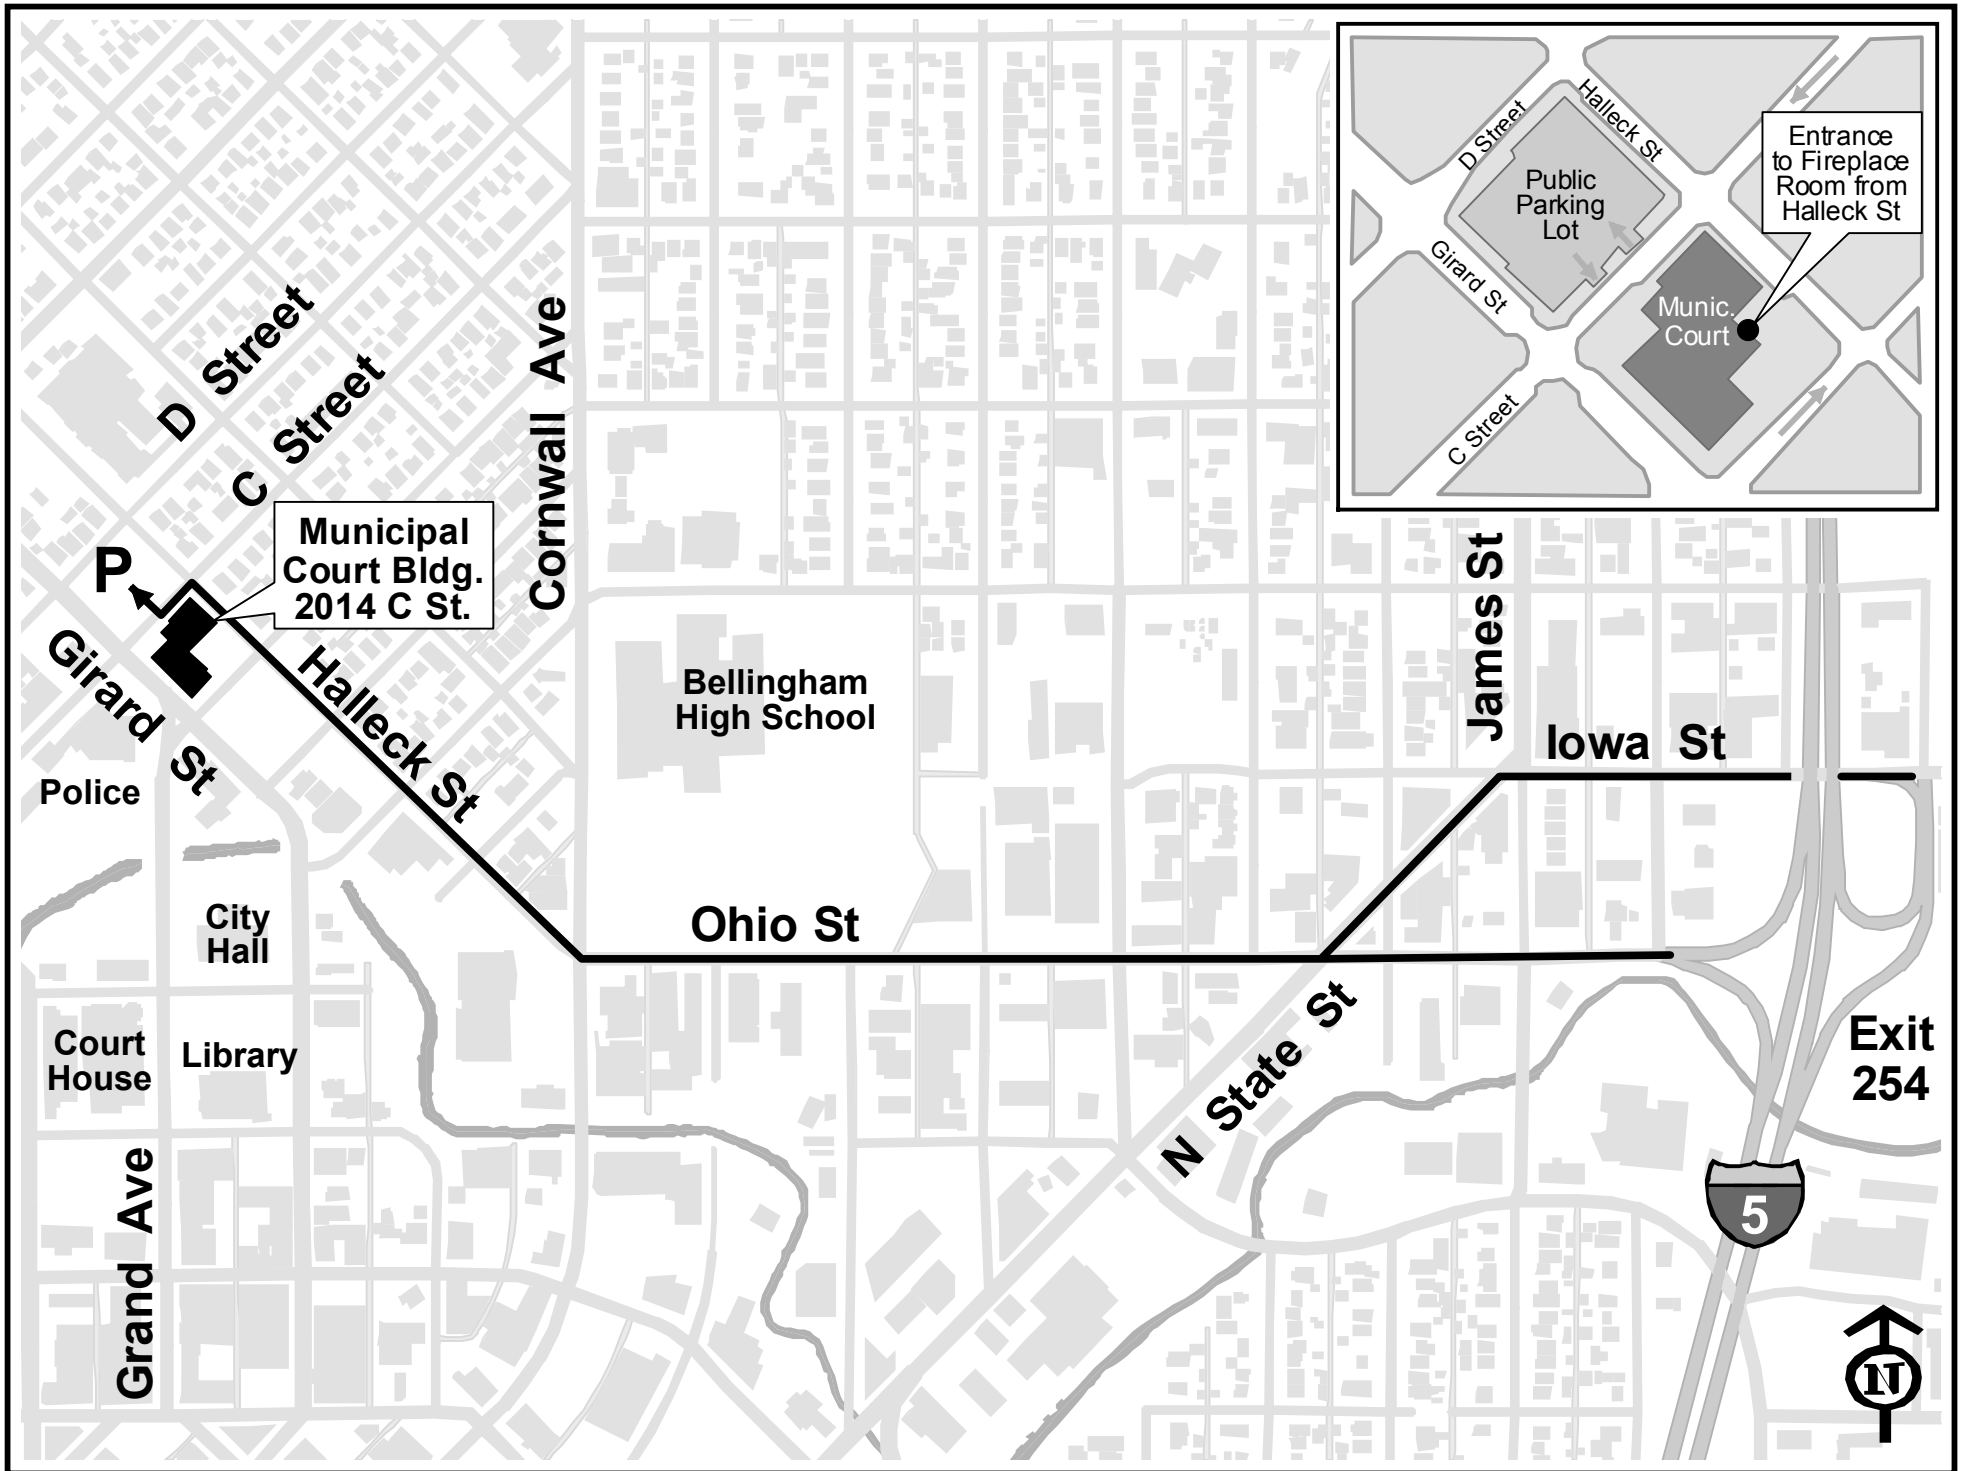 D Street
C Street
Cornwall Ave
P
Municipal
Court Bldg.
2014 C St.
Girard St
Halleck St
Police
Bellingham
High School
James St
Iowa St
Ohio St
City
Hall
Court
House
Library
N State St
Exit
254
5
Grand Ave
N
D Street
Halleck St
Public
Parking
Lot
Entrance
to Fireplace
Room from
Halleck St
Girard St
Munic.
Court
C Street